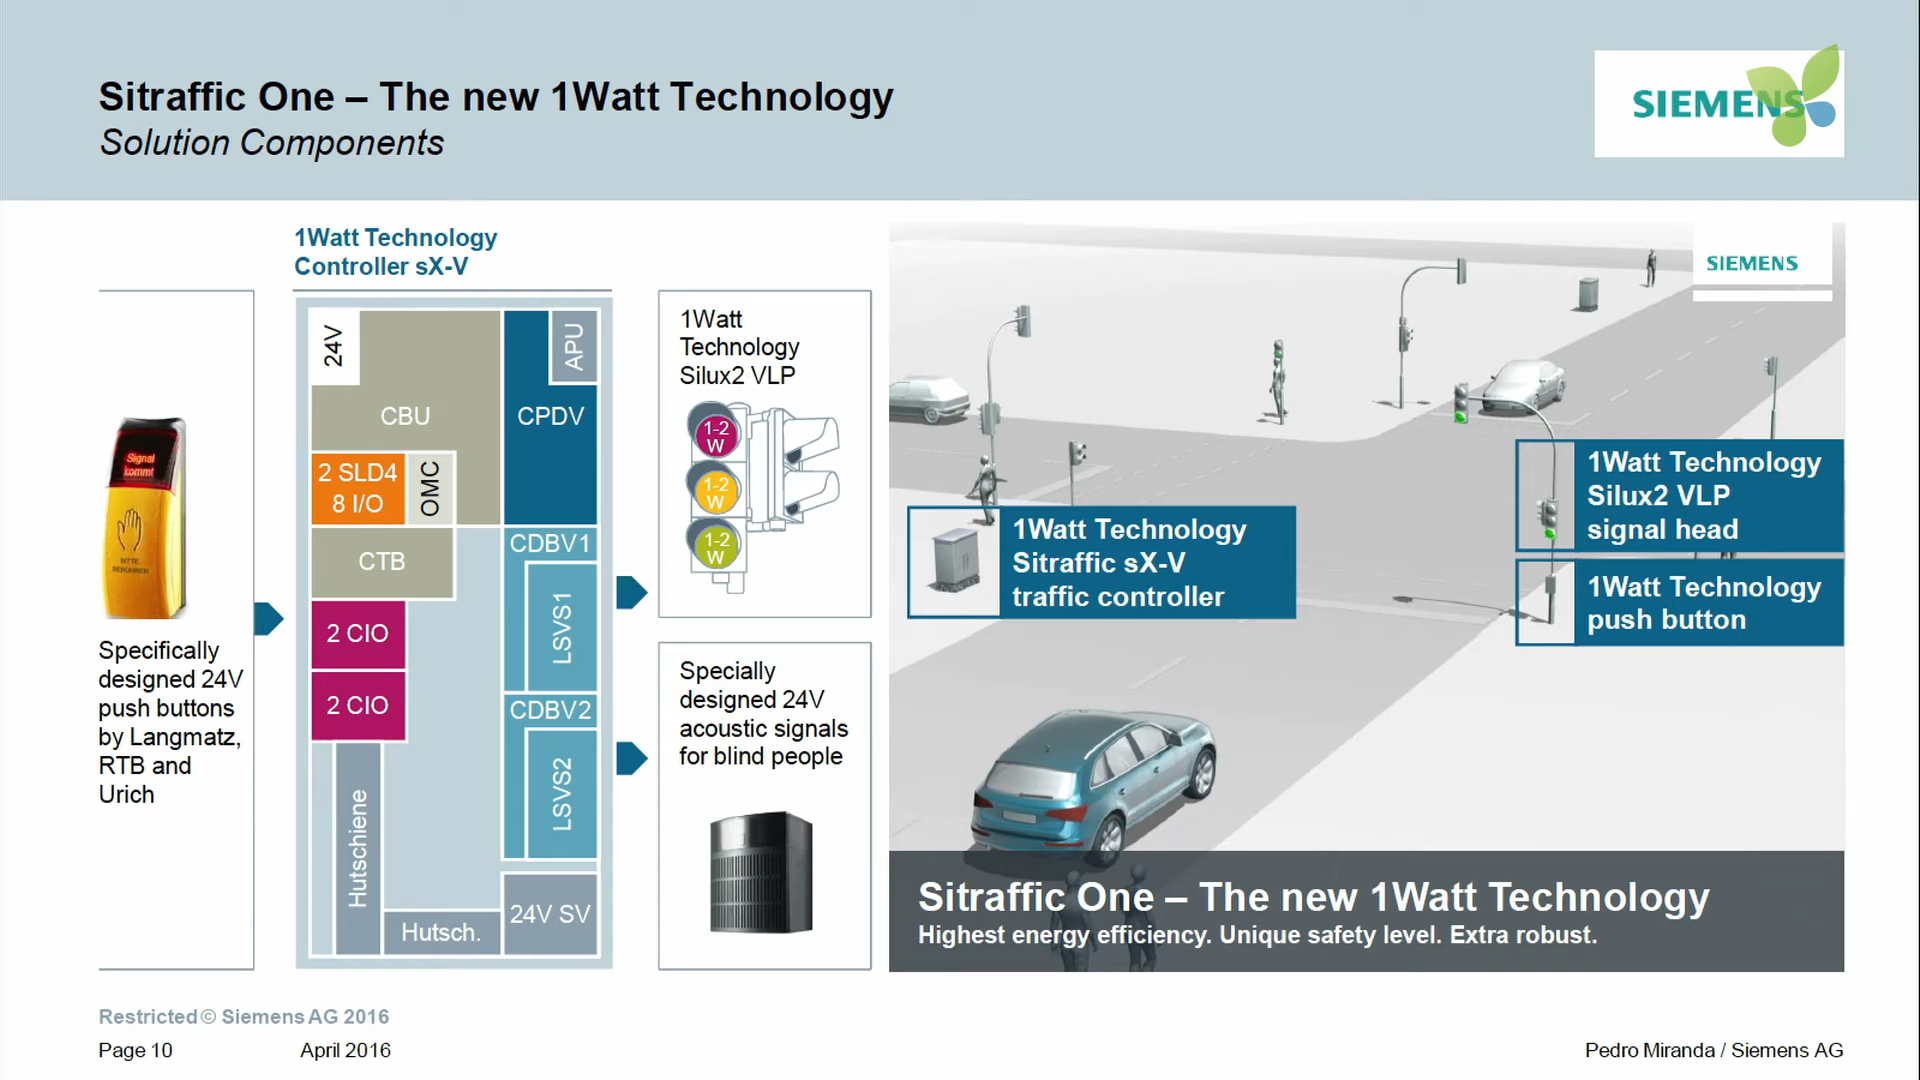 Sitraffic One – The new 1Watt Technology
Solution Components
SIEMENS
1Watt Technology
Controller sX-V
Signal
kommt
BITTE
BERÜHREN
Specifically
designed 24V
push buttons
by Langmatz,
RTB and
Urich
24V
CBU
CPDV
APU
2 SLD4
8 I/O
OMC
CTB
CDBV1
LSVS1
2 CIO
2 CIO
CDBV2
LSVS2
Hutschiene
Hutsch.
24V SV
1Watt
Technology
Silux2 VLP
1-2
W
1-2
W
1-2
W
Specially
designed 24V
acoustic signals
for blind people
SIEMENS
1Watt Technology
Sitraffic sX-V
traffic controller
1Watt Technology
Silux2 VLP
signal head
1Watt Technology
push button
Sitraffic One – The new 1Watt Technology
Highest energy efficiency. Unique safety level. Extra robust.
Restricted © Siemens AG 2016
Page 10
April 2016
Pedro Miranda / Siemens AG